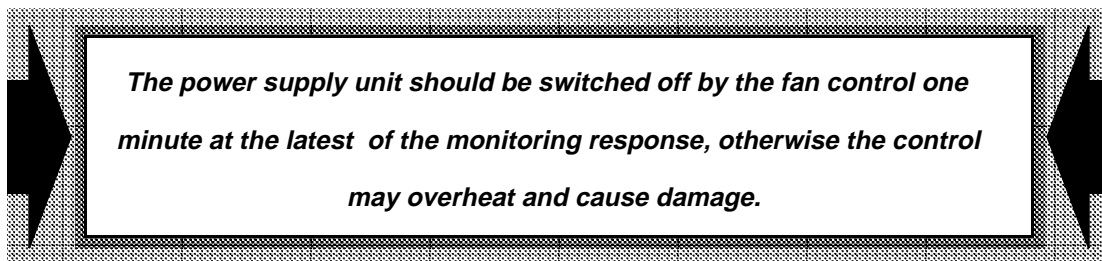 The power supply unit should be switched off by the fan control one
minute at the latest  of the monitoring response, otherwise the control
may overheat and cause damage.